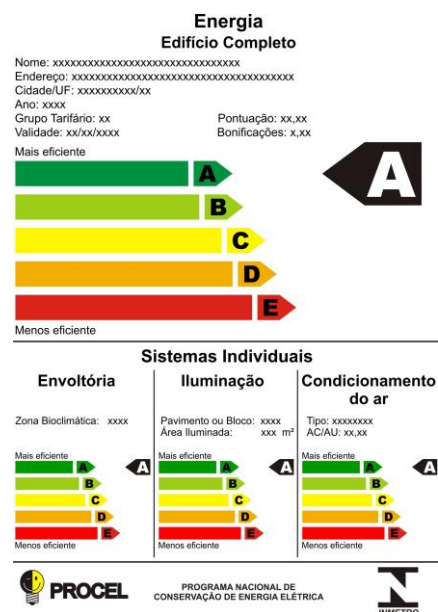 Energia
Edifício Completo
Nome: xxxxxxxxxxxxxxxxxxxxxxxxxxxxxxxxx
Endereço: xxxxxxxxxxxxxxxxxxxxxxxxxxxxxxxxxxxxxxx
Cidade/UF: xxxxxxxxxx/xx
Ano: xxxx
Grupo Tarifário: xx Pontuação: xx,xx
Validade: xx/xx/xxxx Bonificações: x,xx
Mais eficiente
A A
B
C
D
E
Menos eficiente
Sistemas Individuais
Envoltória
Zona Bioclimática: xxxx
Mais eficiente
A A
B
C
D
E
Menos eficiente
Iluminação
Pavimento ou Bloco: xxxx
Área Iluminada: xxx m²
Mais eficiente
A A
B
C
D
E
Menos eficiente
Condicionamento
do ar
Tipo: xxxxxxxx
AC/AU: xx,xx
Mais eficiente
A A
B
C
D
E
Menos eficiente
PROCEL
PROGRAMA NACIONAL DE
CONSERVAÇÃO DE ENERGIA ELÉTRICA
INMETRO